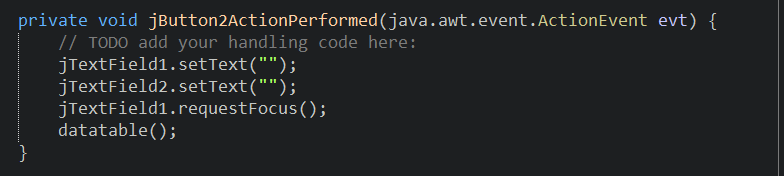 private void jButton2ActionPerformed(java.awt.event.ActionEvent evt) {
    // TODO add your handling code here:
    jTextField1.setText("");
    jTextField2.setText("");
    jTextField1.requestFocus();
    datatable();
}